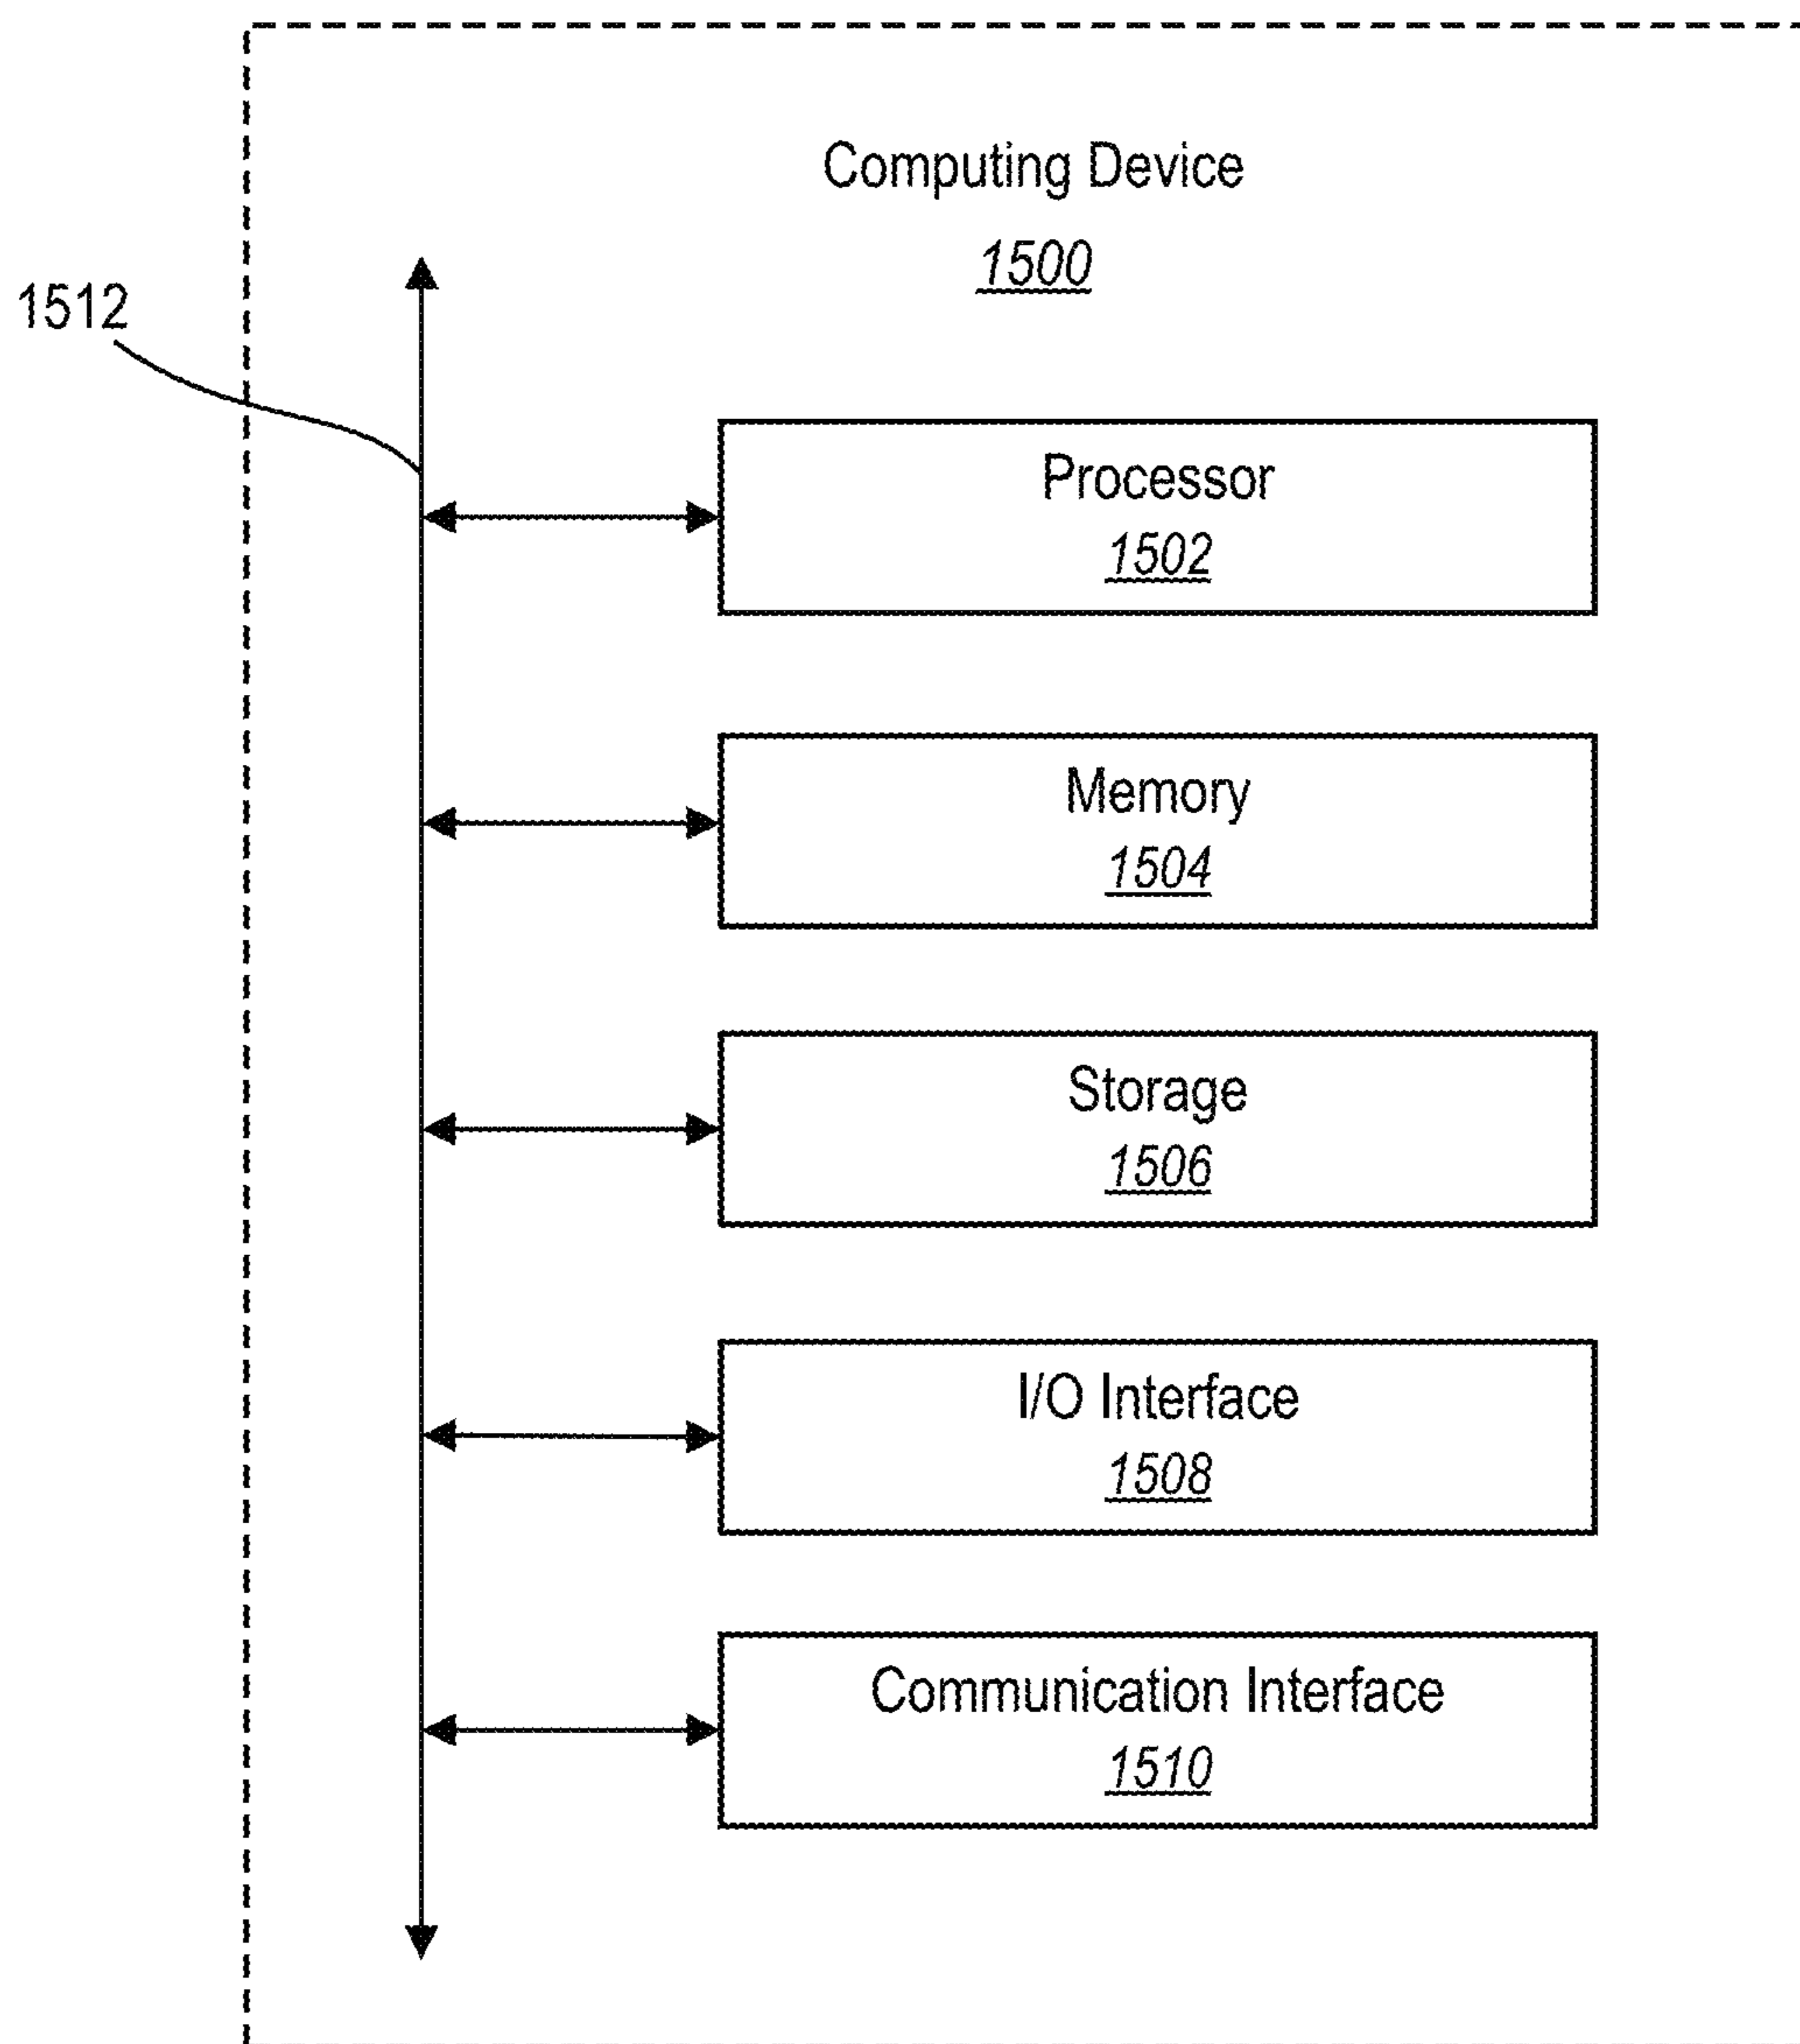 Computing Device
1500
1512
Processor
1502
Memory
1504
Storage
1506
I/O Interface
1508
Communication Interface
1510